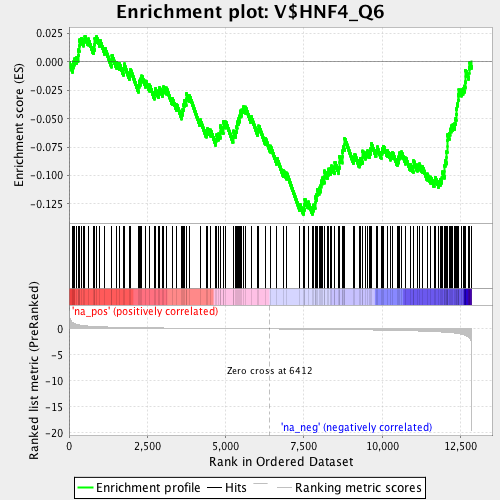 Enrichment plot: V$HNF4_Q6
Enrichment score (ES)
0.025
0.000
-0.025
-0.050
-0.075
-0.100
-0.125
'na_pos' (positively correlated)
Ranked list metric (PreRanked)
0
-5
-10
-15
-20
Zero cross at 6412
'na_neg' (negatively correlated)
0
2,500
5,000
7,500
10,000
12,500
Rank in Ordered Dataset
Enrichment profile
Hits
Ranking metric scores